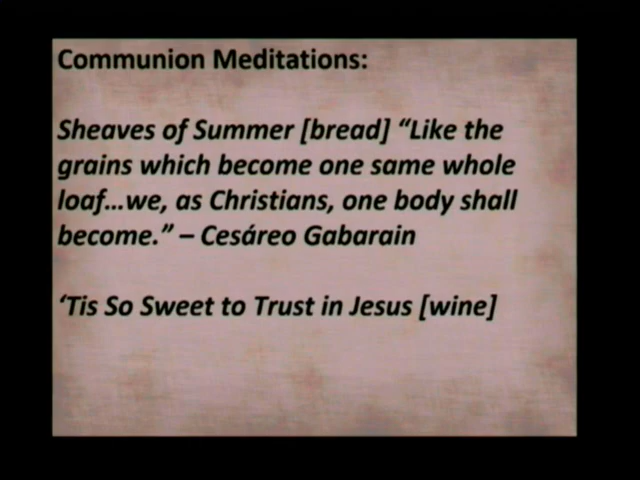 Communion Meditations:
Sheaves of Summer [bread] “Like the
grains which become one same whole
loaf…we, as Christians, one body shall
become.” – Cesáreo Gabarain
‘Tis So Sweet to Trust in Jesus [wine]